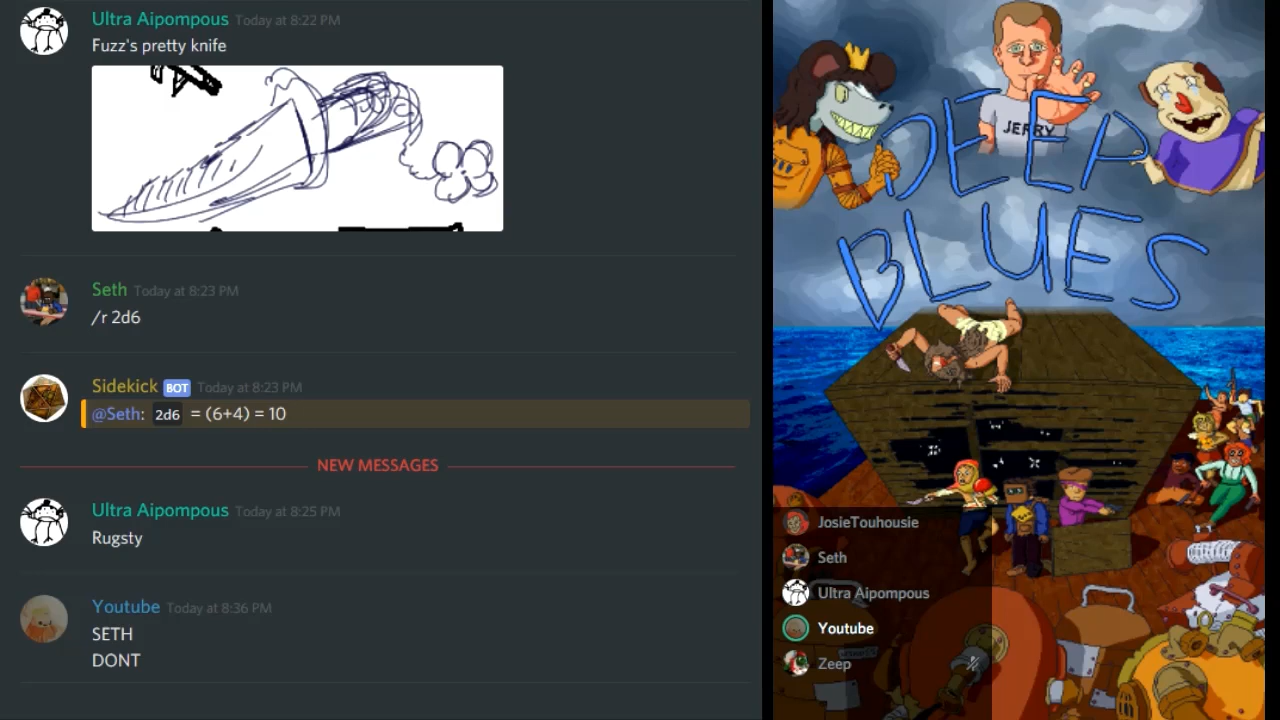 Ultra Aipompous Today at 8:22 PM
Fuzz's pretty knife
Seth Today at 8:23 PM
/r 2d6
Sidekick BOT Today at 8:23 PM
@Seth: 2d6 = (6+4) = 10
NEW MESSAGES
Ultra Aipompous Today at 8:25 PM
Rugsty
Youtube Today at 8:36 PM
SETH
DONT
JERRY
DEEP
BLUES
JosieTouhousie
Seth
Ultra Aipompous
Youtube
Zeep